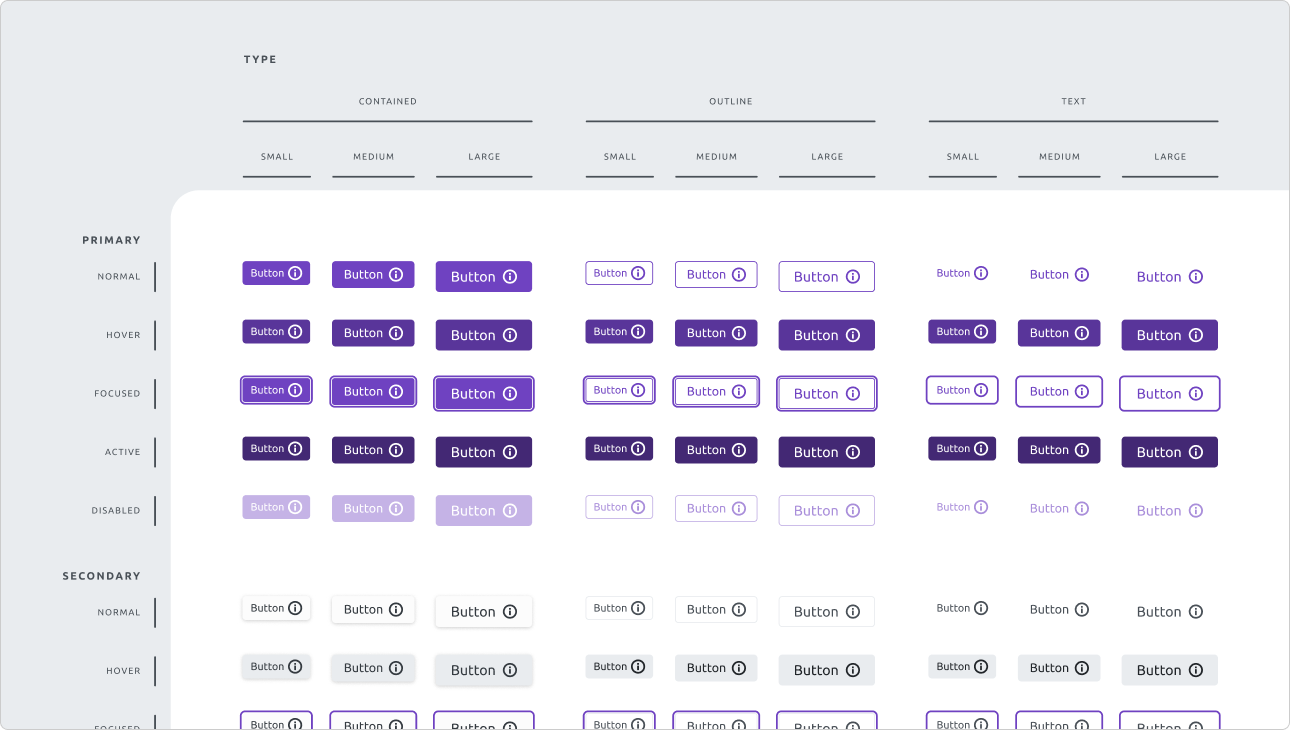 TYPE
CONTAINED OUTLINE TEXT
SMALL MEDIUM LARGE SMALL MEDIUM LARGE SMALL MEDIUM LARGE
PRIMARY
NORMAL Button Button Button Button Button Button Button Button Button
HOVER Button Button Button Button Button Button Button Button Button
FOCUSED Button Button Button Button Button Button Button Button Button
ACTIVE Button Button Button Button Button Button Button Button Button
DISABLED Button Button Button Button Button Button Button Button Button
SECONDARY
NORMAL Button Button Button Button Button Button Button Button Button
HOVER Button Button Button Button Button Button Button Button Button
FOCUSED Button Button Button Button Button Button Button Button Button